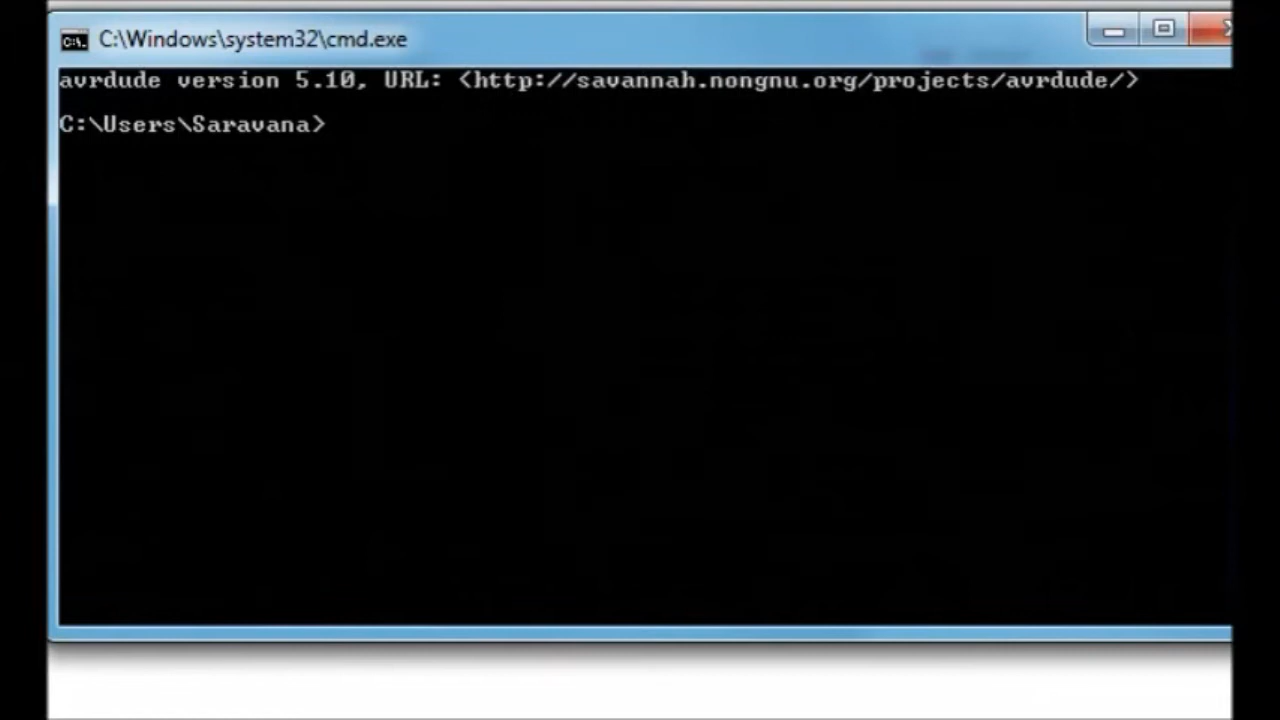 C:\Windows\system32\cmd.exe
avrdude version 5.10, URL: <http://savannah.nongnu.org/projects/avrdude/>
C:\Users\Saravana>